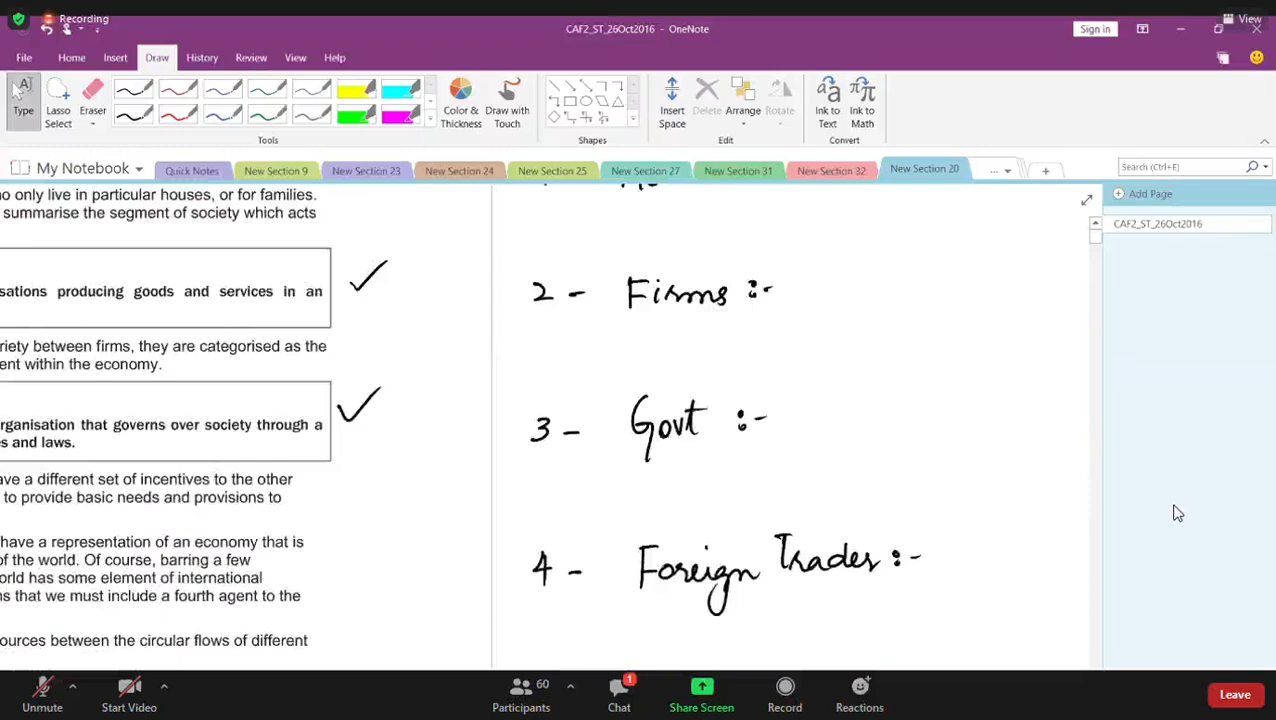 Recording
View
CAF2_ST_26Oct2016 - OneNote
Sign in
File Home Insert Draw History Review View Help
Type
Lasso Select
Eraser
Color & Thickness
Draw with Touch
Insert Space
Delete
Arrange
Rotate
Ink to Text
Ink to Math
Tools
Shapes
Edit
Convert
My Notebook
Quick Notes
New Section 9
New Section 23
New Section 24
New Section 25
New Section 27
New Section 31
New Section 32
New Section 20
...
Search (Ctrl+E)
Add Page
CAF2_ST_26Oct2016
no only live in particular houses, or for families.
summarise the segment of society which acts
sations producing goods and services in an
riety between firms, they are categorised as the
ent within the economy.
rganisation that governs over society through a
es and laws.
ave a different set of incentives to the other
to provide basic needs and provisions to
have a representation of an economy that is
of the world. Of course, barring a few
orld has some element of international
ns that we must include a fourth agent to the
ources between the circular flows of different
2 - Firms :-
3 - Govt :-
4 - Foreign Trader :-
Unmute
Start Video
60
Participants
1
Chat
Share Screen
Record
Reactions
Leave